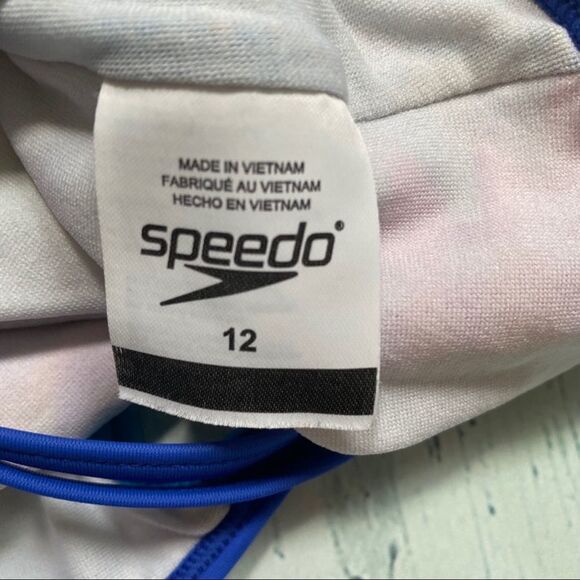 MADE IN VIETNAM
FABRIQUÉ AU VIETNAM
HECHO EN VIETNAM
speedo®
12